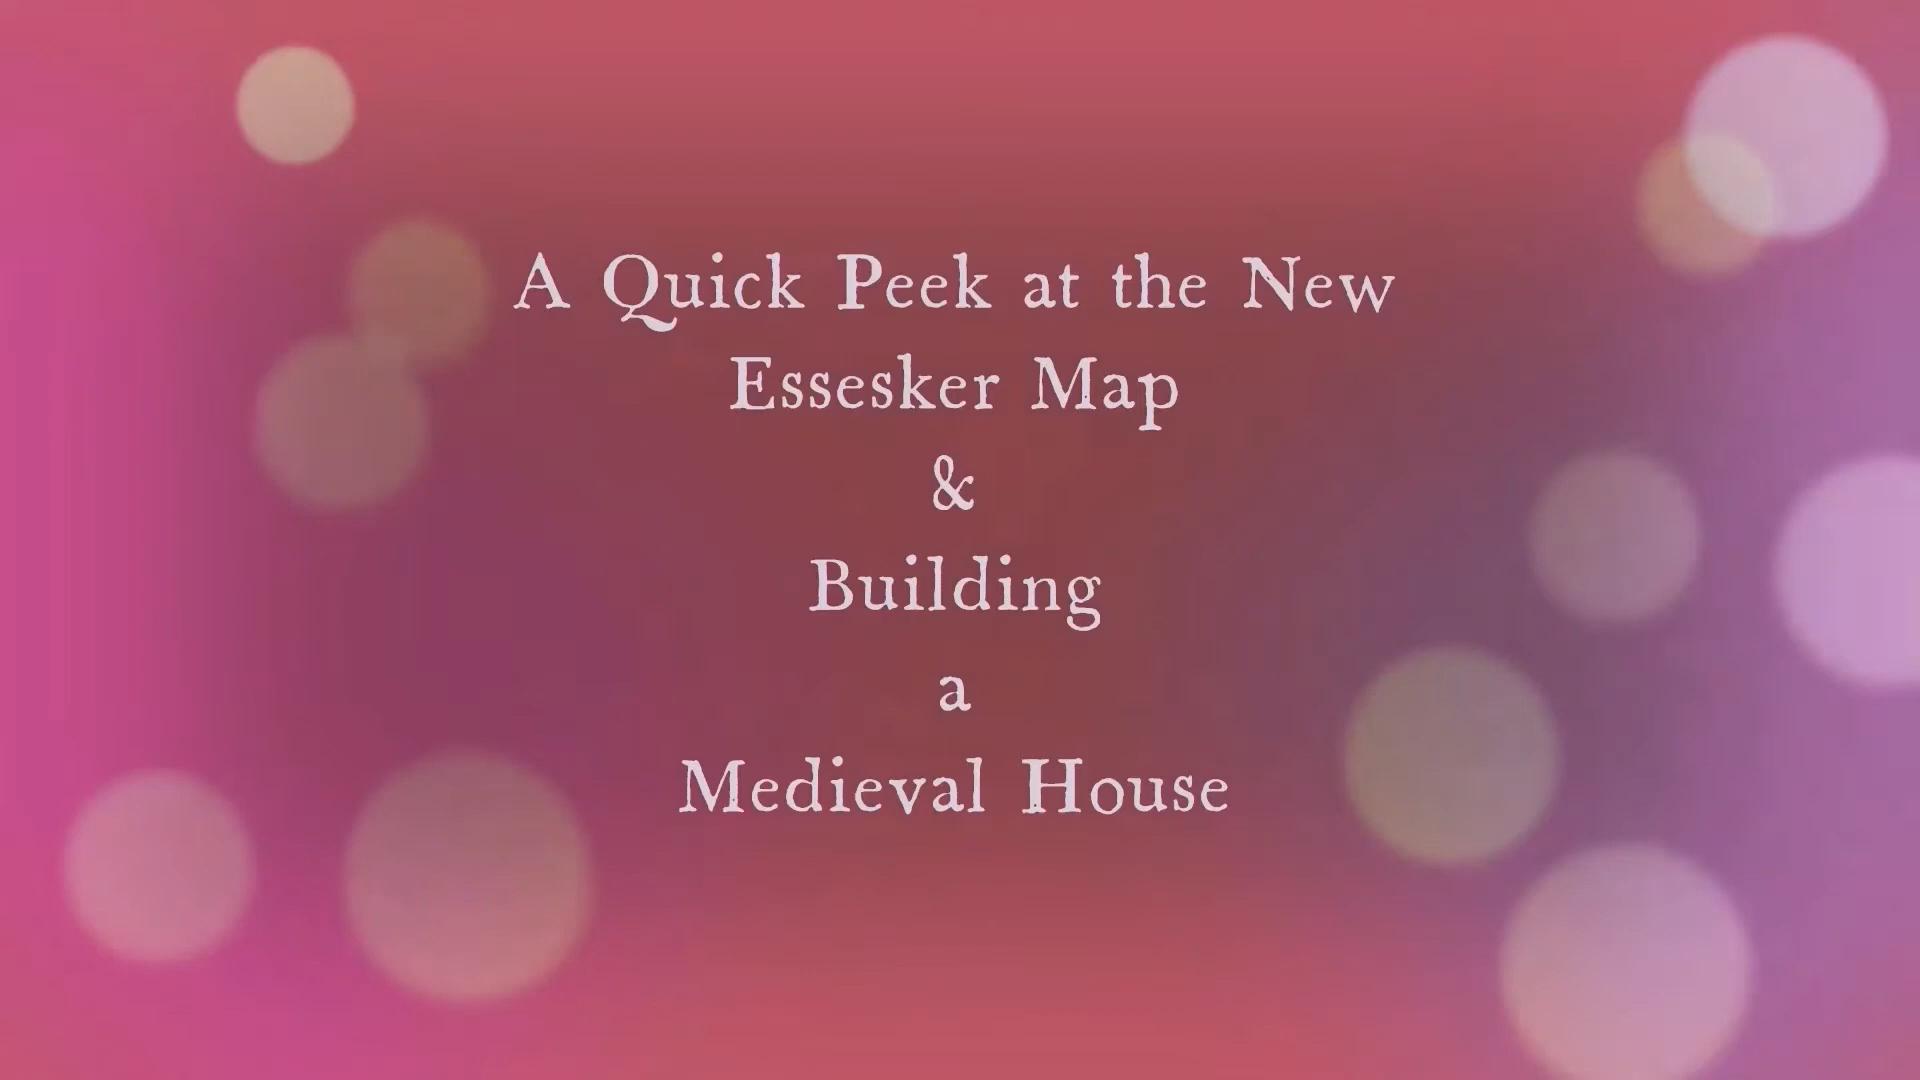 A Quick Peek at the New
Essesker Map
&
Building
a
Medieval House